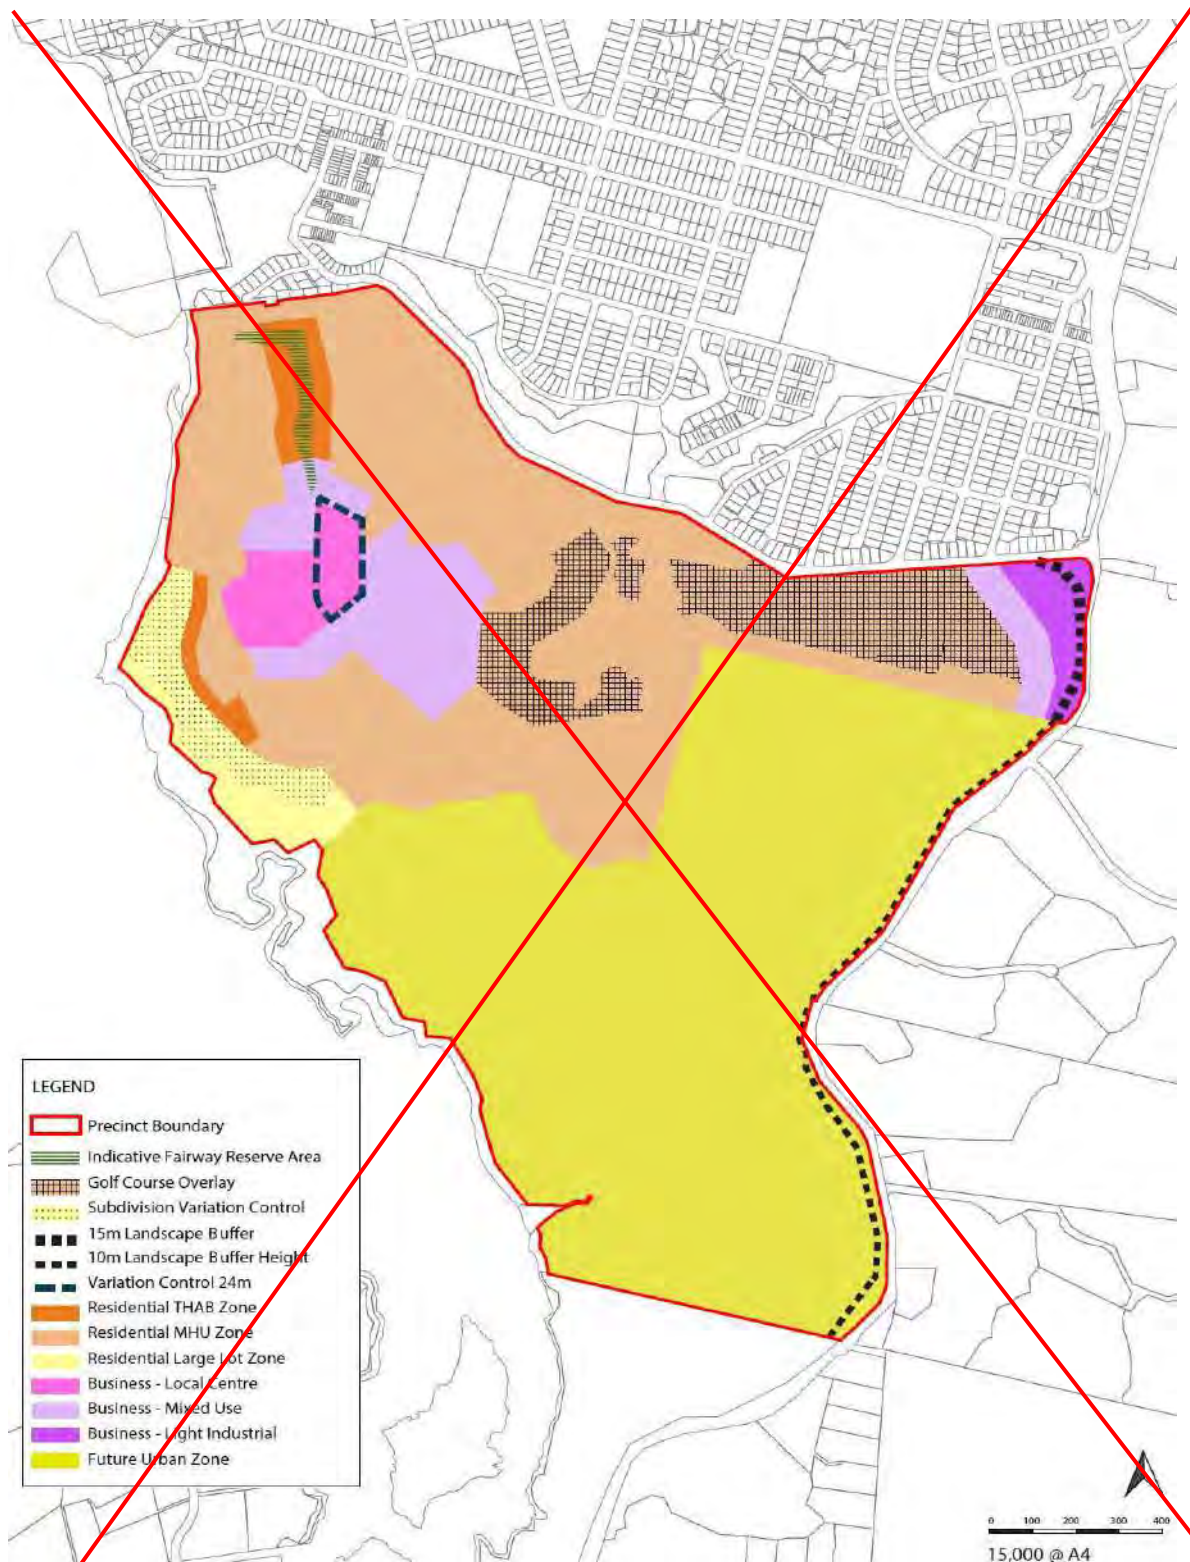 LEGEND
Precinct Boundary
Indicative Fairway Reserve Area
Golf Course Overlay
Subdivision Variation Control
15m Landscape Buffer
10m Landscape Buffer Height
Variation Control 24m
Residential THAB Zone
Residential MHU Zone
Residential Large Lot Zone
Business - Local Centre
Business - Mixed Use
Business - Light Industrial
Future Urban Zone
0 100 200 300 400
15,000 @ A4